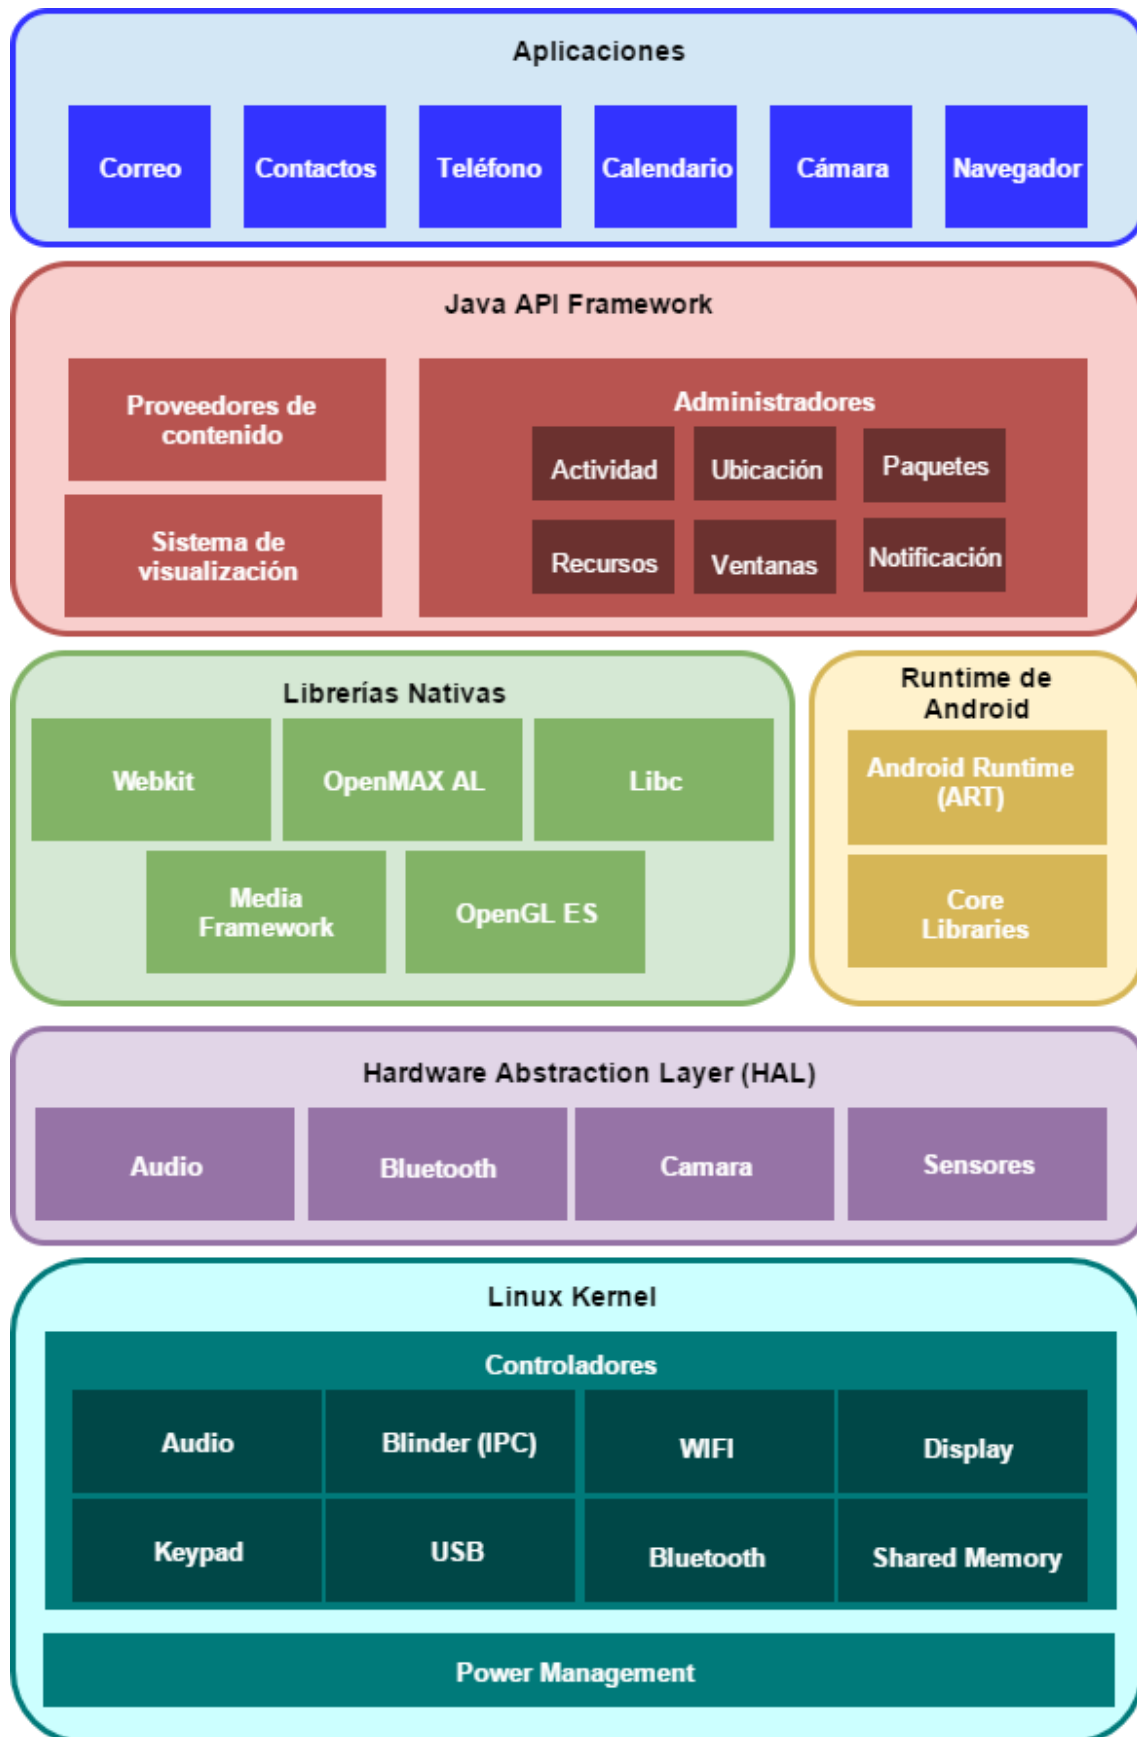 Aplicaciones
Correo
Contactos
Teléfono
Calendario
Cámara
Navegador
Java API Framework
Proveedores de
contenido
Sistema de
visualización
Administradores
Actividad
Ubicación
Paquetes
Recursos
Ventanas
Notificación
Librerías Nativas
Webkit
OpenMAX AL
Libc
Media
Framework
OpenGL ES
Runtime de
Android
Android Runtime
(ART)
Core
Libraries
Hardware Abstraction Layer (HAL)
Audio
Bluetooth
Camara
Sensores
Linux Kernel
Controladores
Audio
Blinder (IPC)
WIFI
Display
Keypad
USB
Bluetooth
Shared Memory
Power Management